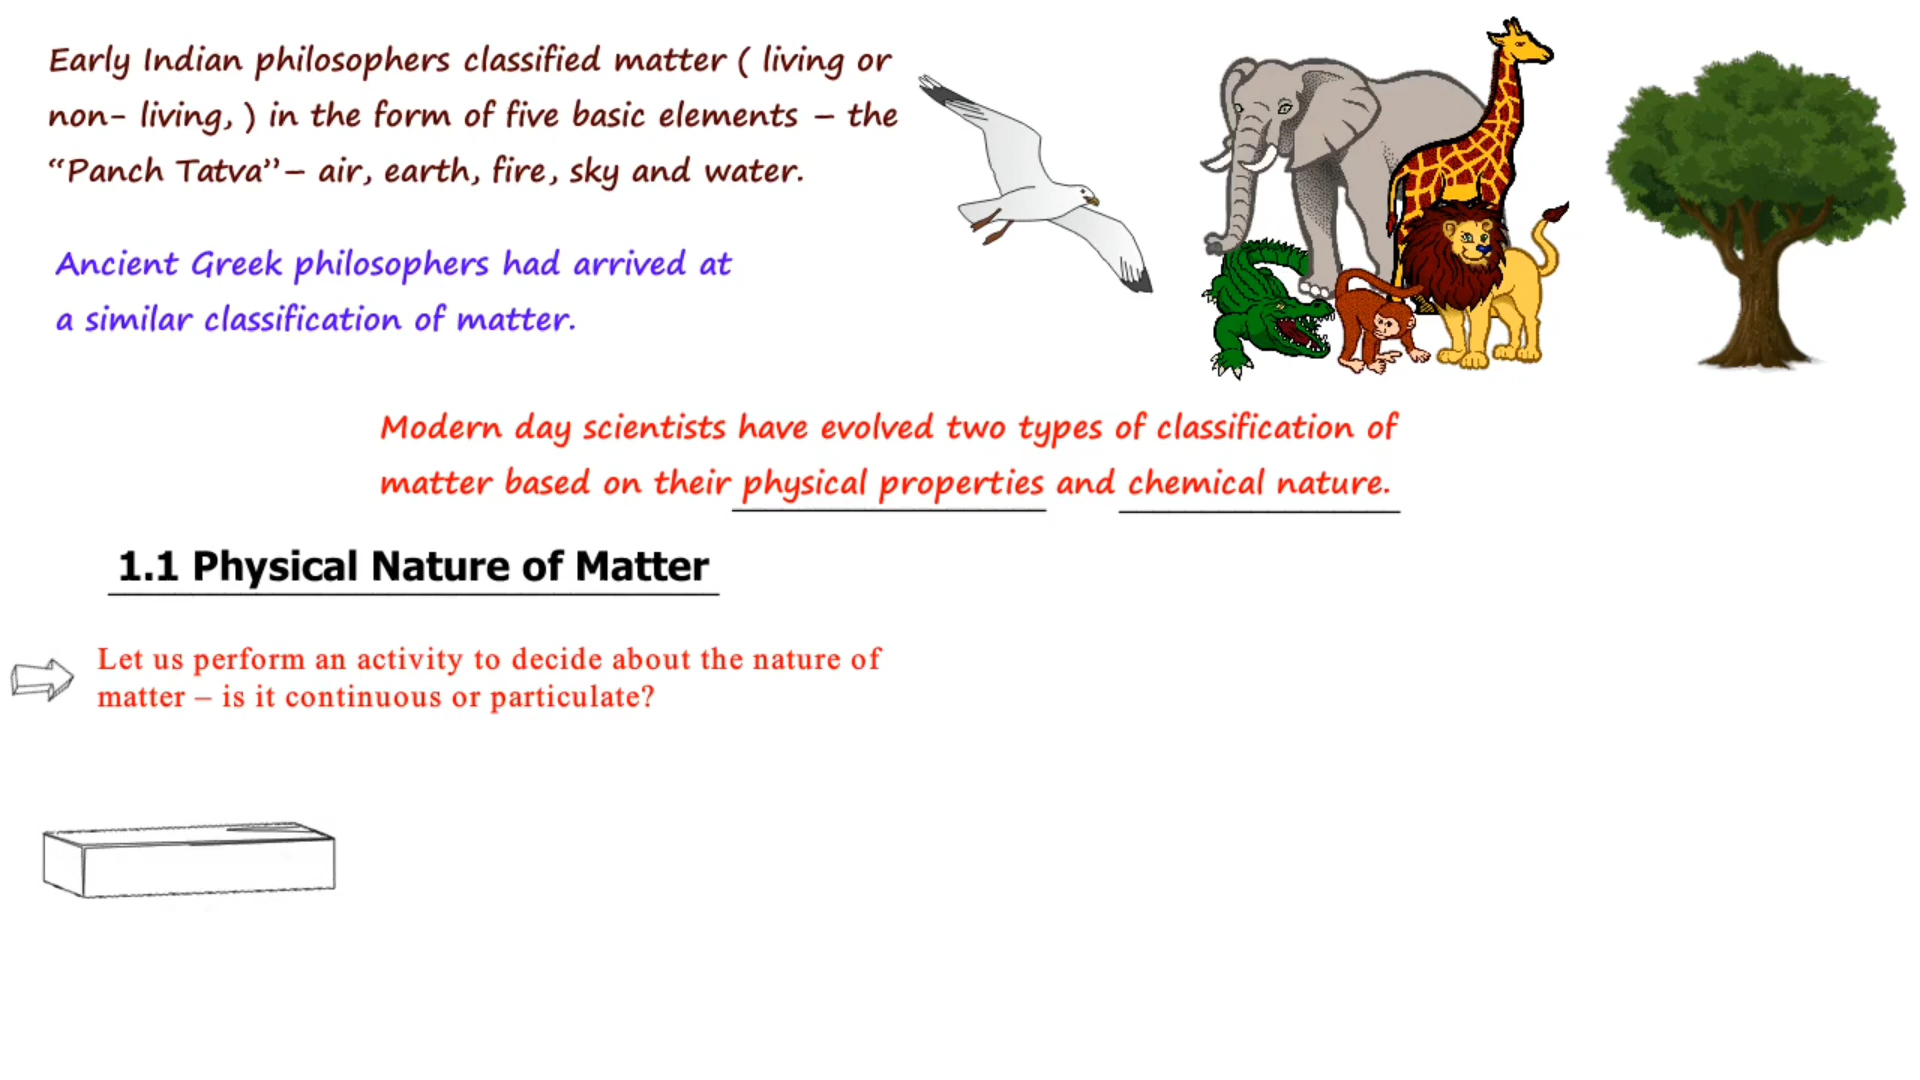 Early Indian philosophers classified matter ( living or
non- living, ) in the form of five basic elements – the
“Panch Tatva”– air, earth, fire, sky and water.
Ancient Greek philosophers had arrived at
a similar classification of matter.
Modern day scientists have evolved two types of classification of
matter based on their physical properties and chemical nature.
1.1 Physical Nature of Matter
Let us perform an activity to decide about the nature of
matter – is it continuous or particulate?